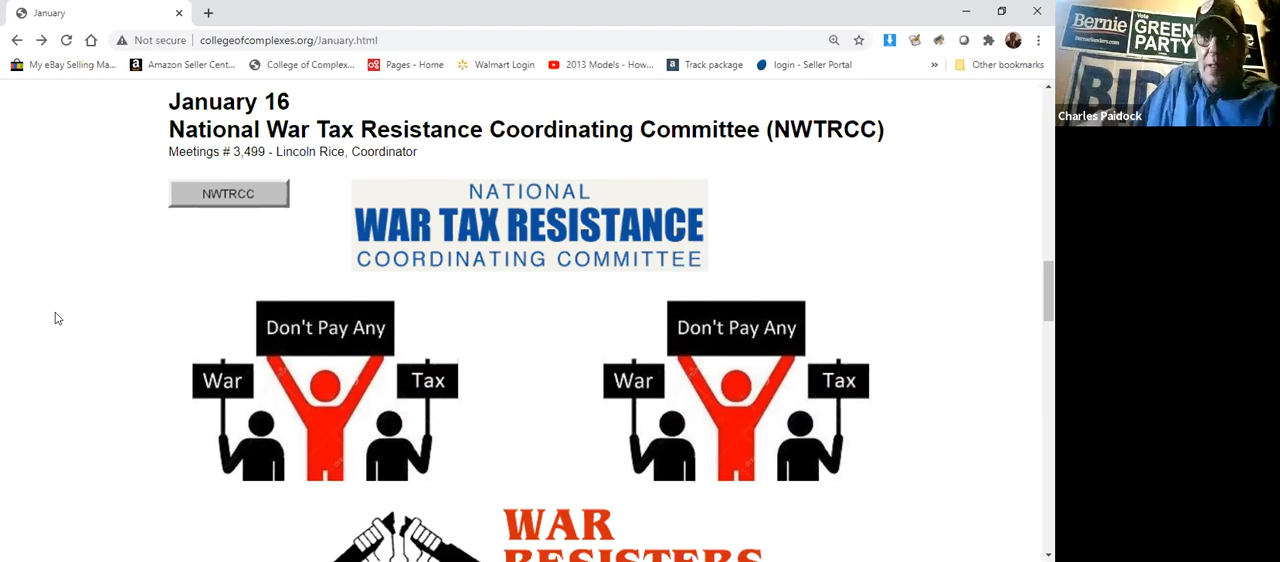 January
Not secure
collegeofcomplexes.org/January.html
My eBay Selling Ma...
Amazon Seller Cent...
College of Complex...
Pages - Home
Walmart Login
2013 Models - How...
Track package
login - Seller Portal
»
Other bookmarks
January 16
National War Tax Resistance Coordinating Committee (NWTRCC)
Meetings # 3,499 - Lincoln Rice, Coordinator
NWTRCC
NATIONAL
WAR TAX RESISTANCE
COORDINATING COMMITTEE
Don't Pay Any
War
Tax
Don't Pay Any
War
Tax
WAR
RESISTERS
Bernie
Vote
GREEN
PARTY
Charles Paidock